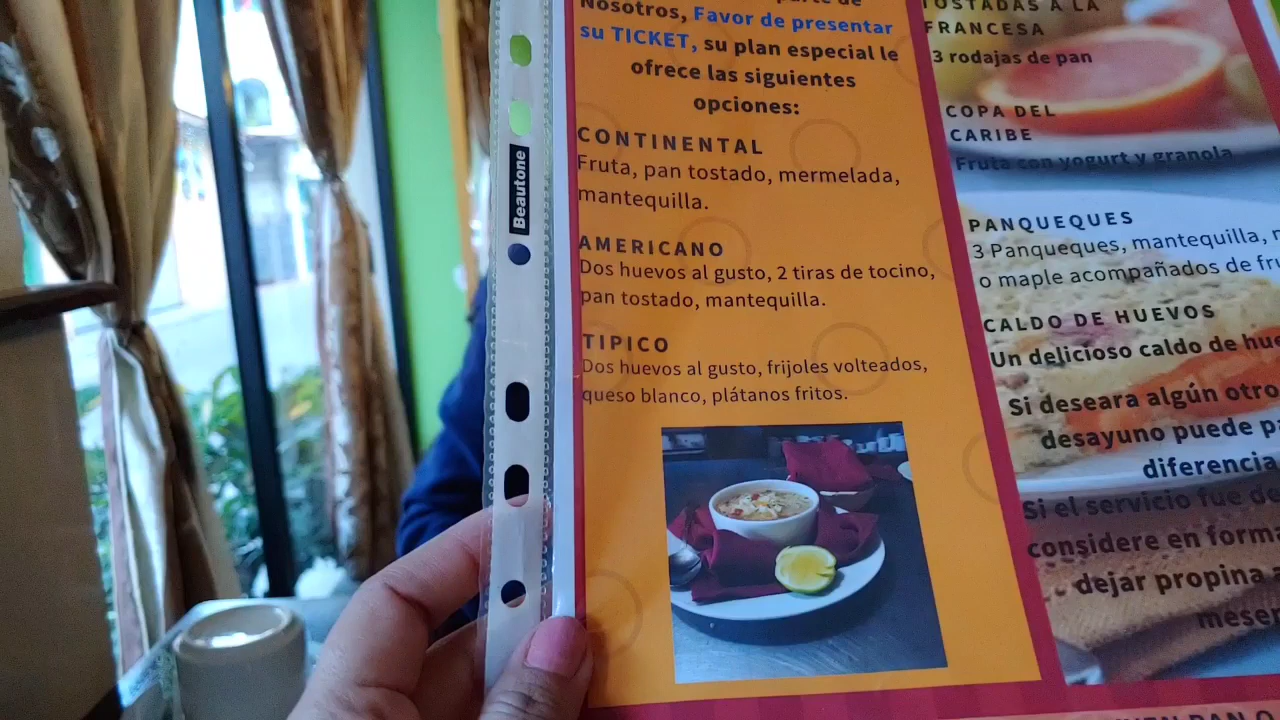 Beautone
Nosotros, Favor de presentar
su TICKET, su plan especial le
ofrece las siguientes
opciones:
CONTINENTAL
Fruta, pan tostado, mermelada,
mantequilla.
AMERICANO
Dos huevos al gusto, 2 tiras de tocino,
pan tostado, mantequilla.
TIPICO
Dos huevos al gusto, frijoles volteados,
queso blanco, plátanos fritos.
TOSTADAS A LA
FRANCESA
3 rodajas de pan
COPA DEL
CARIBE
Fruta con yogurt y granola
PANQUEQUES
3 Panqueques, mantequilla,
o maple acompañados de
CALDO DE HUEVOS
Un delicioso caldo de
Si deseara algún otro
desayuno puede
diferencia
Si el servicio fue
considere en
dejar propina